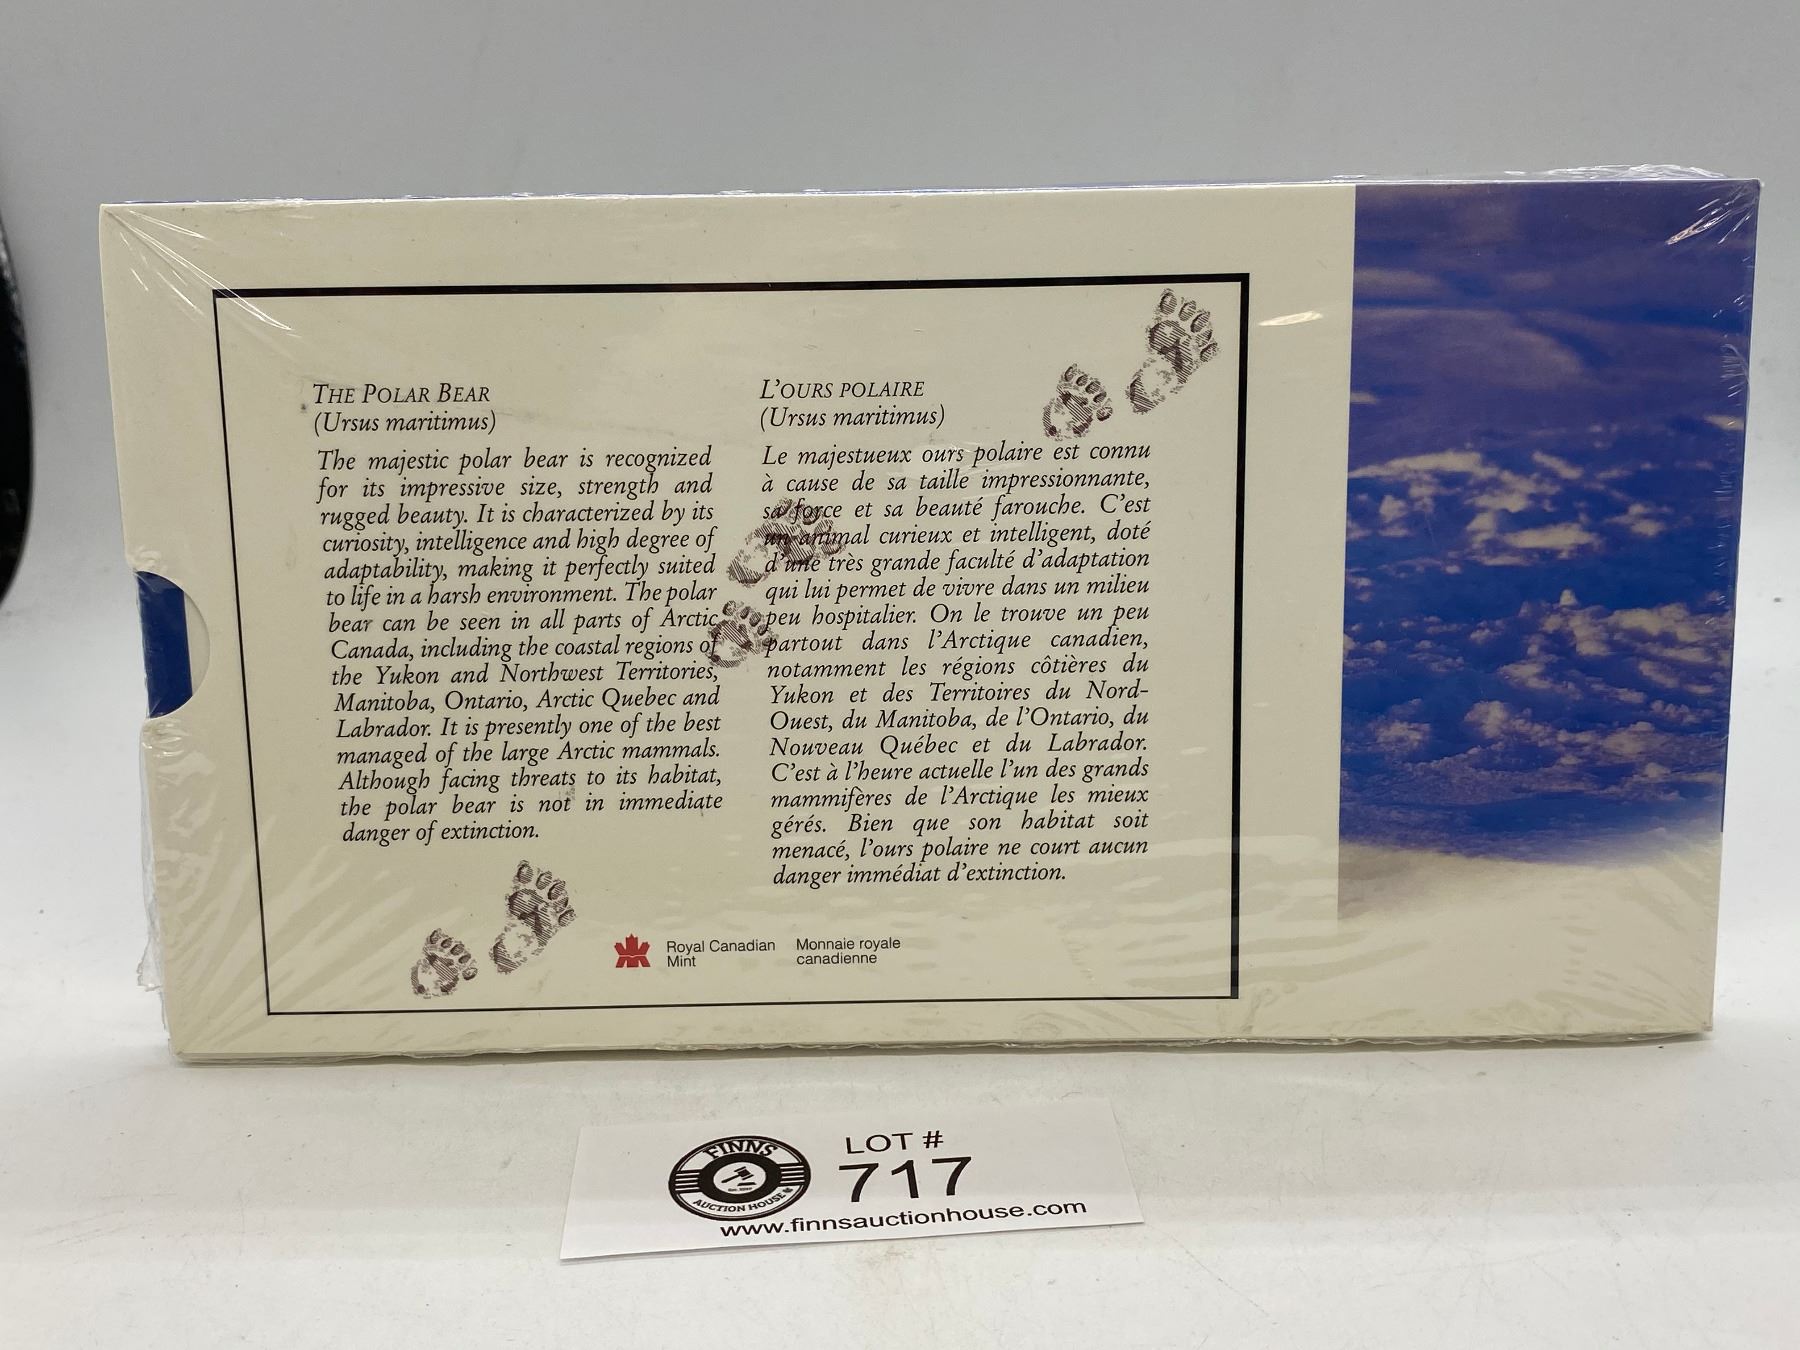 THE POLAR BEAR
(Ursus maritimus)
The majestic polar bear is recognized
for its impressive size, strength and
rugged beauty. It is characterized by its
curiosity, intelligence and high degree of
adaptability, making it perfectly suited
to life in a harsh environment. The polar
bear can be seen in all parts of Arctic
Canada, including the coastal regions of
the Yukon and Northwest Territories,
Manitoba, Ontario, Arctic Quebec and
Labrador. It is presently one of the best
managed of the large Arctic mammals.
Although facing threats to its habitat,
the polar bear is not in immediate
danger of extinction.
L'OURS POLAIRE
(Ursus maritimus)
Le majestueux ours polaire est connu
à cause de sa taille impressionnante,
sa force et sa beauté farouche. C'est
un animal curieux et intelligent, doté
d'une très grande faculté d'adaptation
qui lui permet de vivre dans un milieu
peu hospitalier. On le trouve un peu
partout dans l'Arctique canadien,
notamment les régions côtières du
Yukon et des Territoires du Nord-
Ouest, du Manitoba, de l'Ontario, du
Nouveau Québec et du Labrador.
C'est à l'heure actuelle l'un des grands
mammifères de l'Arctique les mieux
gérés. Bien que son habitat soit
menacé, l'ours polaire ne court aucun
danger immédiat d'extinction.
Royal Canadian
Mint
Monnaie royale
canadienne
FINNS
AUCTION HOUSE
LOT #
717
www.finnsauctionhouse.com